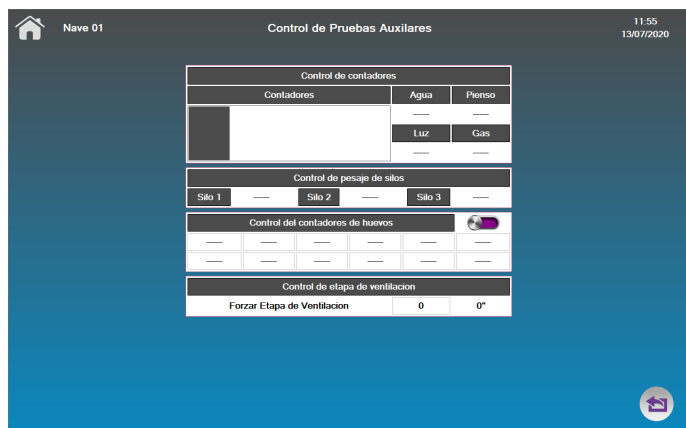 Nave 01
Control de Pruebas Auxilares
11:55
13/07/2020
Control de contadores
Contadores Agua Pienso
----- -----
Luz Gas
----- -----
Control de pesaje de silos
Silo 1 ----- Silo 2 ----- Silo 3 -----
Control del contadores de huevos
----- ----- ----- ----- ----- -----
----- ----- ----- ----- ----- -----
Control de etapa de ventilacion
Forzar Etapa de Ventilacion 0 0"